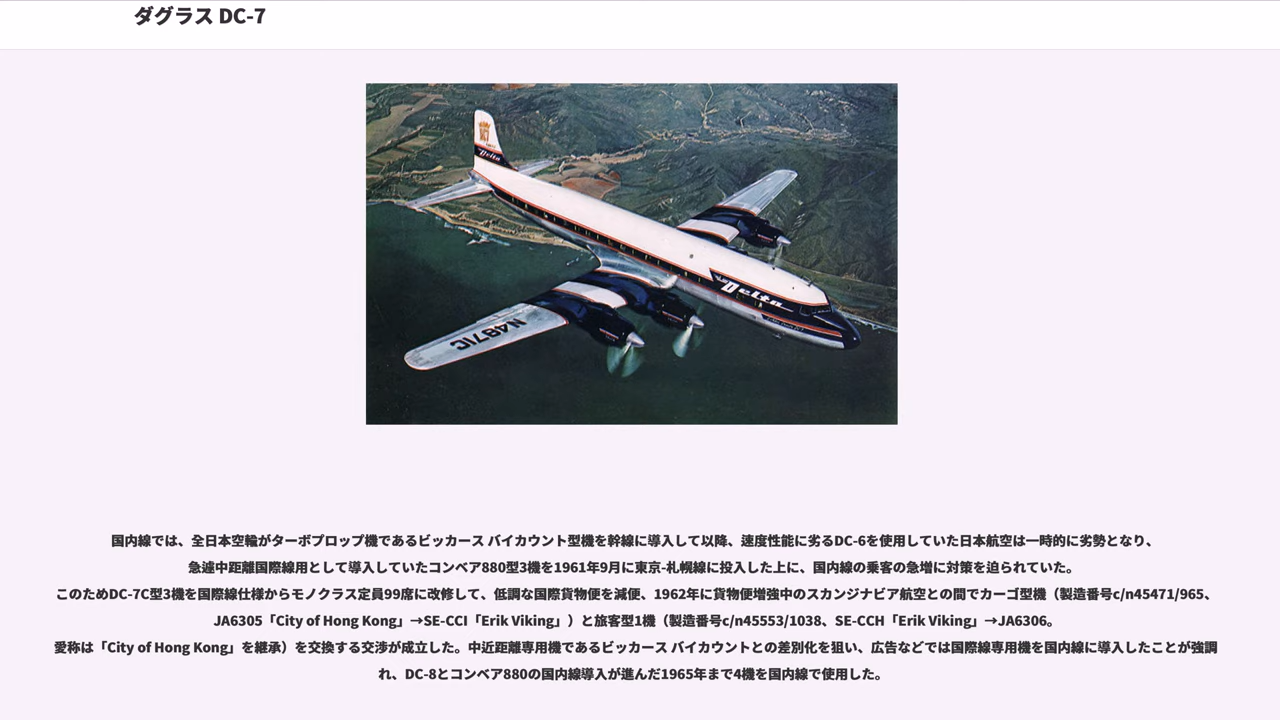 ダグラス DC-7
Delta
Delta
N4871C
国内線では、全日本空輸がターボプロップ機であるビッカース バイカウント型機を幹線に導入して以降、速度性能に劣るDC-6を使用していた日本航空は一時的に劣勢となり、
急遽中距離国際線用として導入していたコンベア880型3機を1961年9月に東京-札幌線に投入した上に、国内線の乗客の急増に対策を迫られていた。
このためDC-7C型3機を国際線仕様からモノクラス定員99席に改修して、低調な国際貨物便を減便、1962年に貨物便増強中のスカンジナビア航空との間でカーゴ型機（製造番号c/n45471/965、
JA6305「City of Hong Kong」→SE-CCI「Erik Viking」）と旅客型1機（製造番号c/n45553/1038、SE-CCH「Erik Viking」→JA6306。
愛称は「City of Hong Kong」を継承）を交換する交渉が成立した。中近距離専用機であるビッカース バイカウントとの差別化を狙い、広告などでは国際線専用機を国内線に導入したことが強調
れ、DC-8とコンベア880の国内線導入が進んだ1965年まで4機を国内線で使用した。